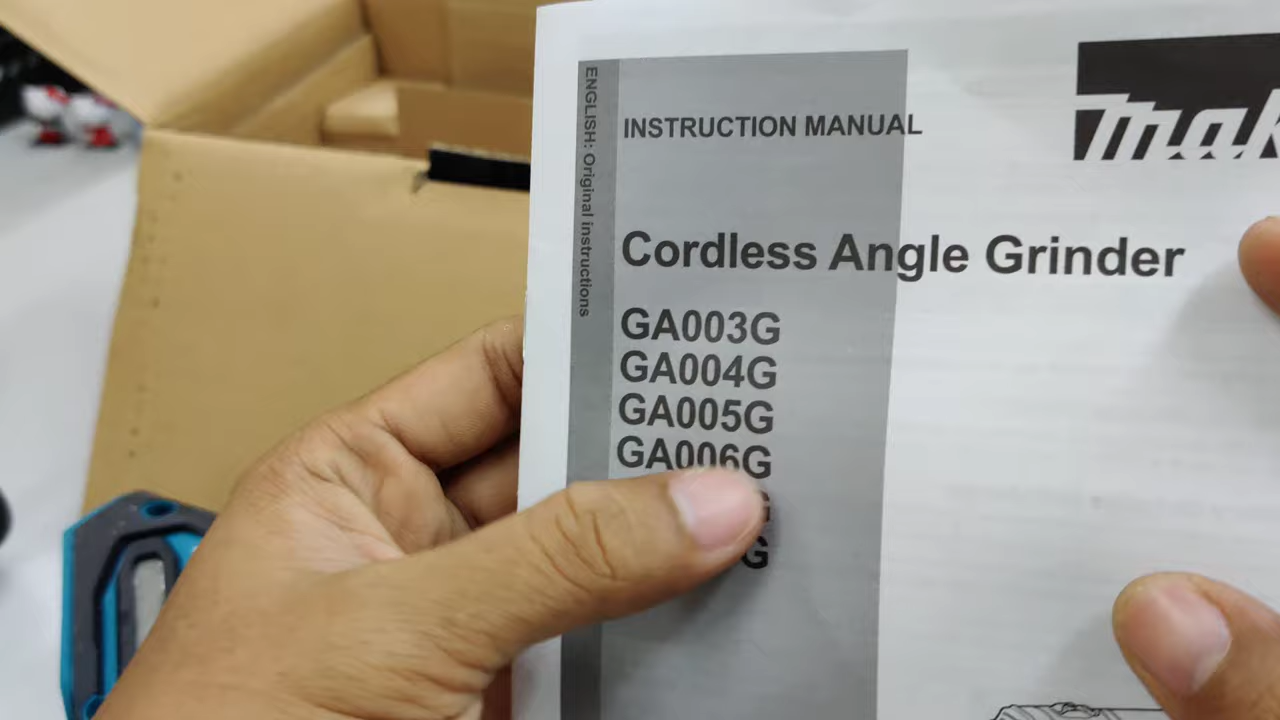 ENGLISH: Original instructions
INSTRUCTION MANUAL
Cordless Angle Grinder
GA003G
GA004G
GA005G
GA006G